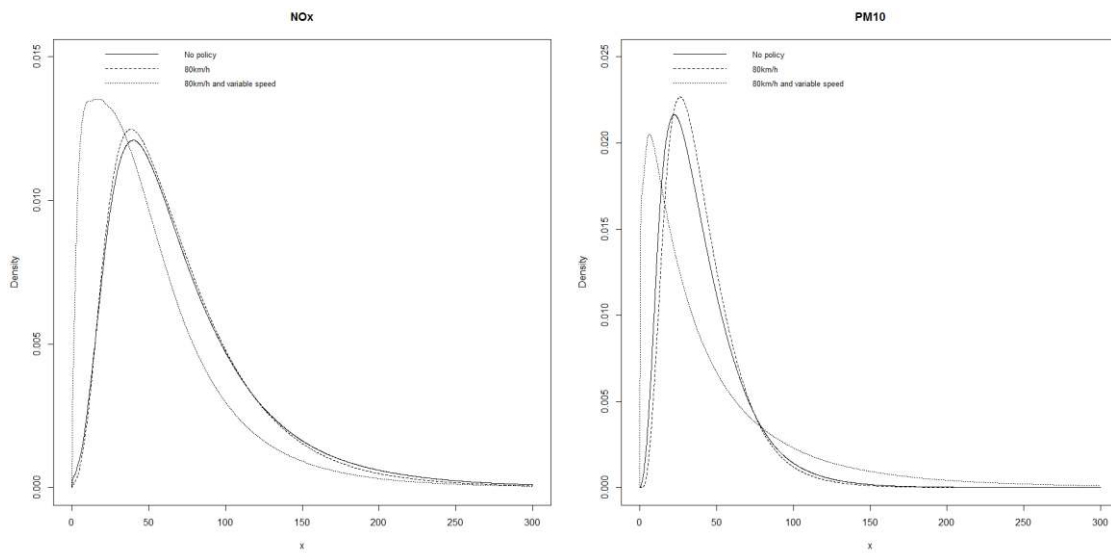 NOx
No policy
80km/h
80km/h and variable speed
0.015
0.010
0.005
0.000
Density
0 50 100 150 200 250 300
x
PM10
No policy
80km/h
80km/h and variable speed
0.025
0.020
0.015
0.010
0.005
0.000
Density
0 50 100 150 200 250 300
x